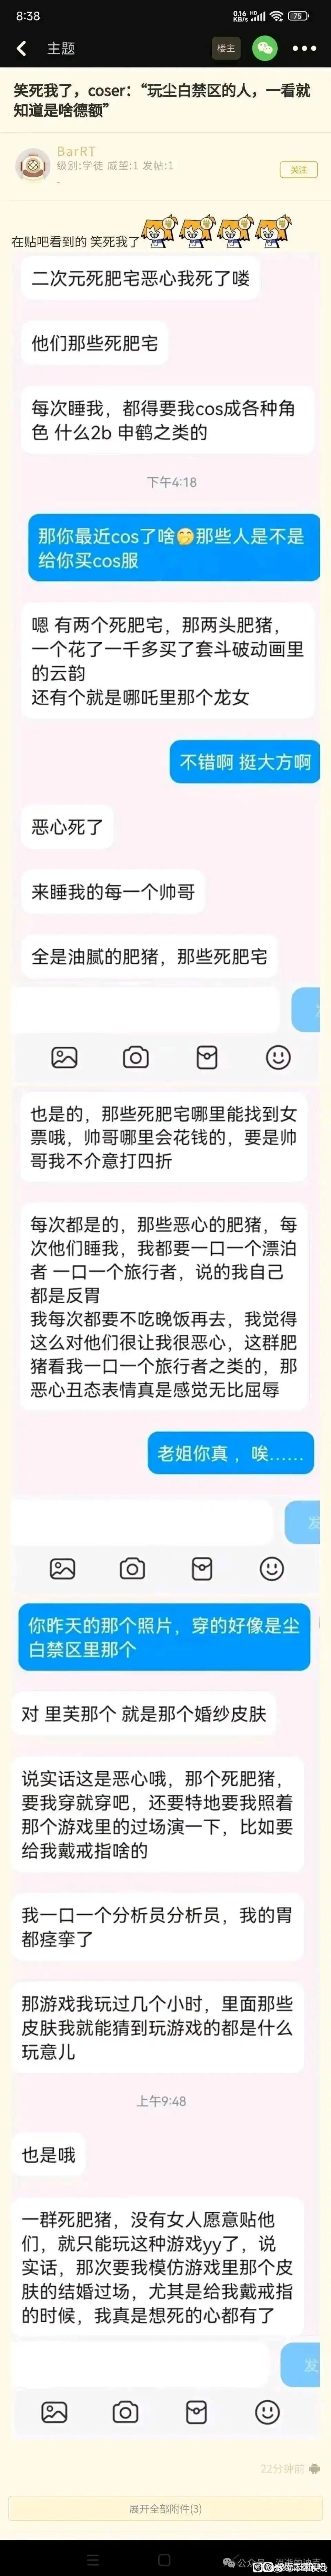 8:38
0.16 KB/s HD 75
主题
楼主
笑死我了，coser：“玩尘白禁区的人，一看就
知道是啥德额”
BarRT
级别:学徒 威望:1 发帖:1
-
关注
在贴吧看到的 笑死我了
二次元死肥宅恶心我死了喽
他们那些死肥宅
每次睡我，都得要我cos成各种角
色 什么2b 申鹤之类的
下午4:18
那你最近cos了啥🤭那些人是不是
给你买cos服
嗯 有两个死肥宅，那两头肥猪，
一个花了一千多买了套斗破动画里
的云韵
还有个就是哪吒里那个龙女
不错啊 挺大方啊
恶心死了
来睡我的每一个帅哥
全是油腻的肥猪，那些死肥宅
也是的，那些死肥宅哪里能找到女
票哦，帅哥哪里会花钱的，要是帅
哥我不介意打四折
每次都是的，那些恶心的肥猪，每
次他们睡我，我都要一口一个漂泊
者 一口一个旅行者，说的我自己
都是反胃
我每次都要不吃晚饭再去，我觉得
这么对他们很让我很恶心，这群肥
猪看我一口一个旅行者之类的，那
恶心丑态表情真是感觉无比屈辱
老姐你真 ，唉……
发
你昨天的那个照片，穿的好像是尘
白禁区里那个
对 里芙那个 就是那个婚纱皮肤
说实话这是恶心哦，那个死肥猪，
要我穿就穿吧，还要特地要我照着
那个游戏里的过场演一下，比如要
给我戴戒指啥的
我一口一个分析员分析员，我的胃
都痉挛了
那游戏我玩过几个小时，里面那些
皮肤我就能猜到玩游戏的都是什么
玩意儿
上午9:48
也是哦
一群死肥猪，没有女人愿意贴他
们，就只能玩这种游戏yy了，说
实话，那次要我模仿游戏里那个皮
肤的结婚过场，尤其是给我戴戒指
的时候，我真是想死的心都有了
发
22分钟前
展开全部附件(3)
公众号